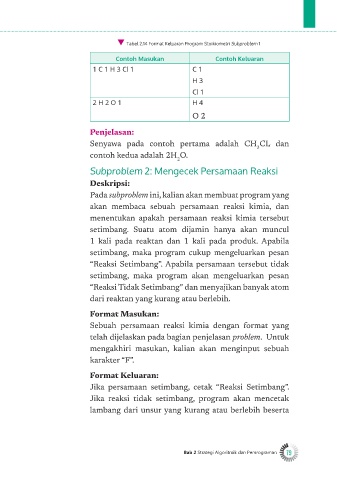 ▼ Tabel 2.14 Format Keluaran Program Stoikiometri Subproblem 1
Contoh Masukan Contoh Keluaran
1 C 1 H 3 Cl 1 C 1
H 3
Cl 1
2 H 2 O 1 H 4
O 2
Penjelasan:
Senyawa pada contoh pertama adalah CH₃CL dan
contoh kedua adalah 2H₂O.
Subproblem 2: Mengecek Persamaan Reaksi
Deskripsi:
Pada subproblem ini, kalian akan membuat program yang
akan membaca sebuah persamaan reaksi kimia, dan
menentukan apakah persamaan reaksi kimia tersebut
setimbang. Suatu atom dijamin hanya akan muncul
1 kali pada reaktan dan 1 kali pada produk. Apabila
setimbang, maka program cukup mengeluarkan pesan
“Reaksi Setimbang”. Apabila persamaan tersebut tidak
setimbang, maka program akan mengeluarkan pesan
“Reaksi Tidak Setimbang” dan menyajikan banyak atom
dari reaktan yang kurang atau berlebih.
Format Masukan:
Sebuah persamaan reaksi kimia dengan format yang
telah dijelaskan pada bagian penjelasan problem. Untuk
mengakhiri masukan, kalian akan menginput sebuah
karakter “F”.
Format Keluaran:
Jika persamaan setimbang, cetak “Reaksi Setimbang”.
Jika reaksi tidak setimbang, program akan mencetak
lambang dari unsur yang kurang atau berlebih beserta
Bab 2 Strategi Algoritmik dan Pemrograman 79